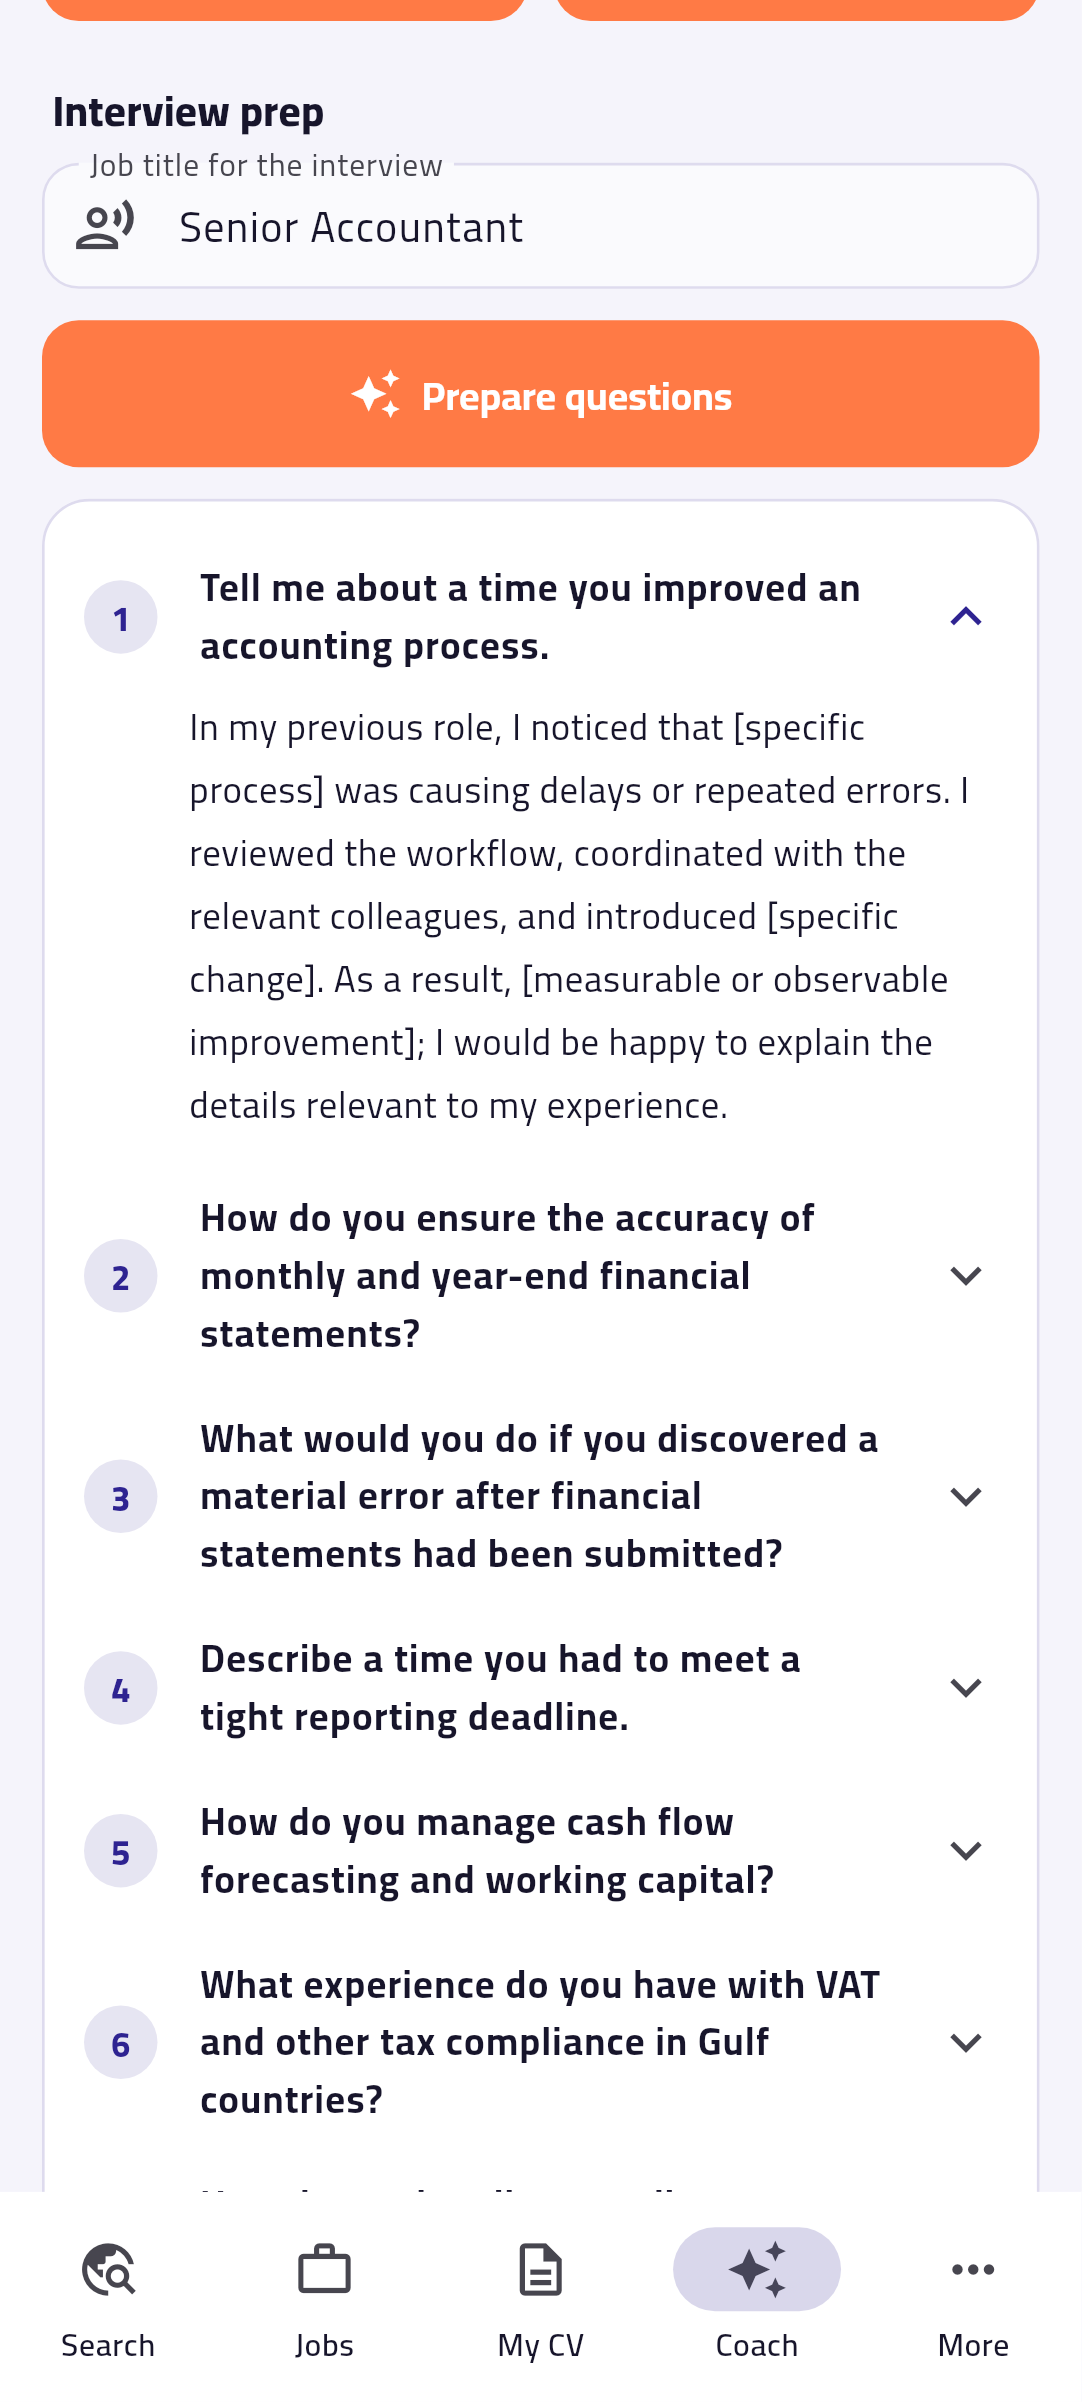 Interview prep
Job title for the interview
Senior Accountant
Prepare questions
1
Tell me about a time you improved an
accounting process.
In my previous role, I noticed that [specific
process] was causing delays or repeated errors. I
reviewed the workflow, coordinated with the
relevant colleagues, and introduced [specific
change]. As a result, [measurable or observable
improvement]; I would be happy to explain the
details relevant to my experience.
2
How do you ensure the accuracy of
monthly and year-end financial
statements?
3
What would you do if you discovered a
material error after financial
statements had been submitted?
4
Describe a time you had to meet a
tight reporting deadline.
5
How do you manage cash flow
forecasting and working capital?
6
What experience do you have with VAT
and other tax compliance in Gulf
countries?
Search
Jobs
My CV
Coach
More